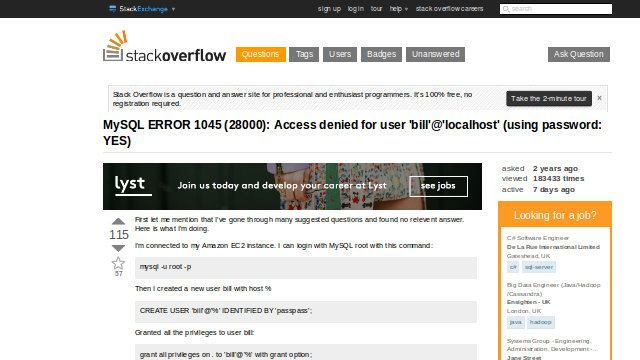 StackExchange
sign up log in tour help stack overflow careers
search
stackoverflow
Questions Tags Users Badges Unanswered Ask Question
Stack Overflow is a question and answer site for professional and enthusiast programmers. It's 100% free, no
registration required.
Take the 2-minute tour ×
MySQL ERROR 1045 (28000): Access denied for user 'bill'@'localhost' (using password:
YES)
lyst Join us today and develop your career at Lyst see jobs
115
57
First let me mention that I've gone through many suggested questions and found no relevent answer.
Here is what I'm doing.
I'm connected to my Amazon EC2 instance. I can login with MySQL root with this command:
mysql -u root -p
Then I created a new user bill with host %
CREATE USER 'bill'@'%' IDENTIFIED BY 'passpass';
Granted all the privileges to user bill:
grant all privileges on . to 'bill'@'%' with grant option;
asked 2 years ago
viewed 183433 times
active 7 days ago
Looking for a job?
C# Software Engineer
De La Rue International Limited
Gateshead, UK
c# sql-server
Big Data Engineer (Java/Hadoop
/Cassandra)
Ensighten - UK
London, UK
java hadoop
Systems Group - Engineering,
Administration, Development -...
Jane Street